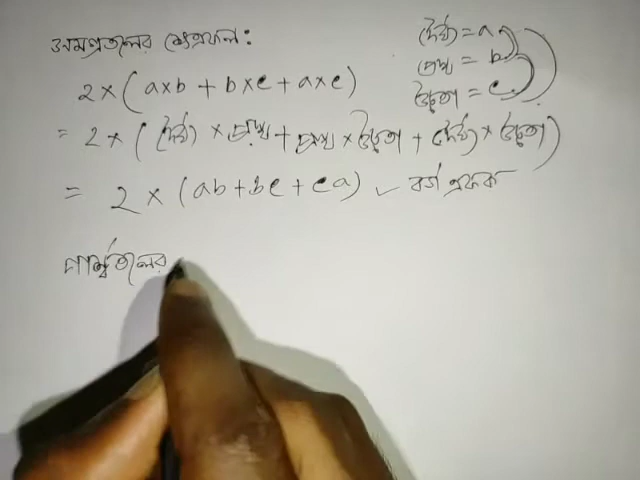 সমগ্রতলের ক্ষেত্রফল:
দৈর্ঘ্য = a
প্রস্থ = b
উচ্চতা = c
2×(a×b + b×c + a×c)
= 2×(দৈর্ঘ্য × প্রস্থ + প্রস্থ × উচ্চতা + দৈর্ঘ্য × উচ্চতা)
= 2×(ab+bc+ca) বর্গ একক
পার্শ্বতলের